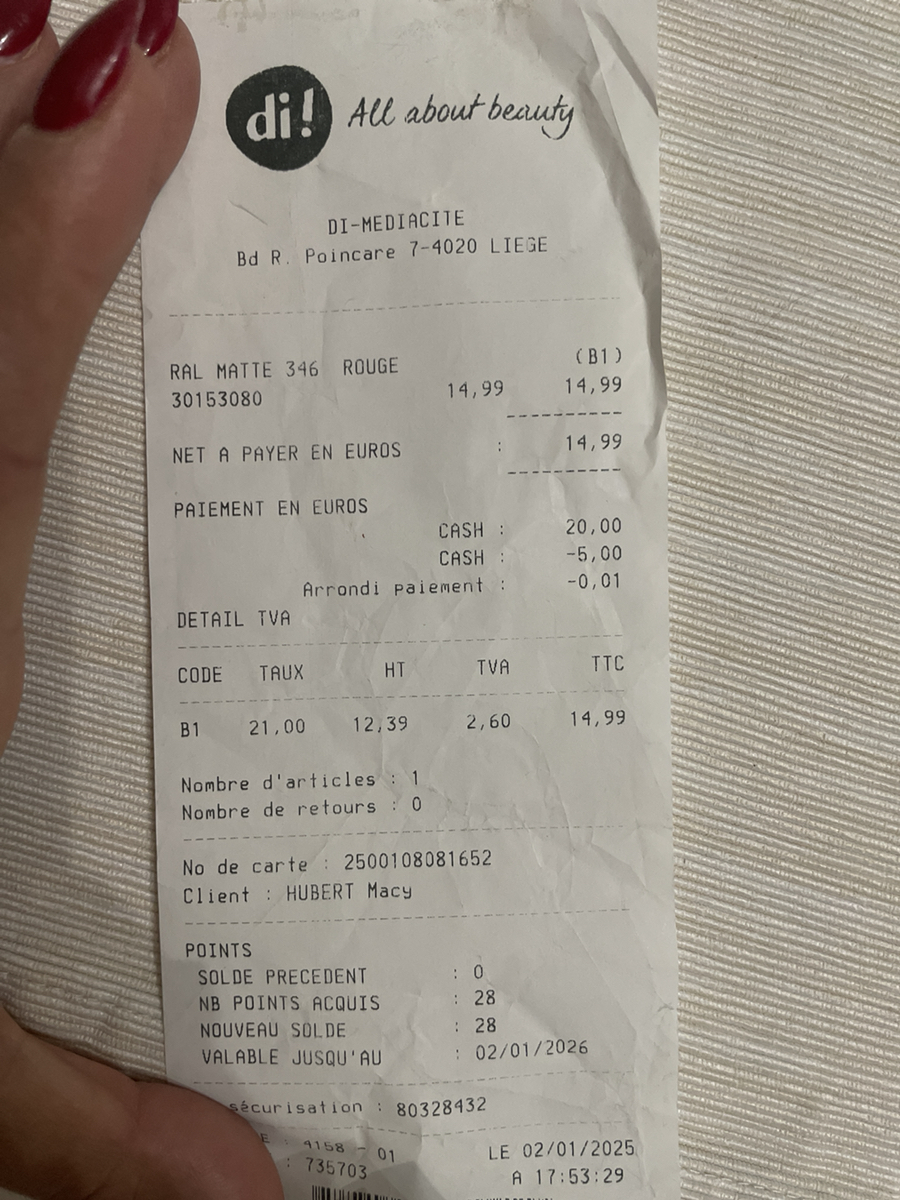 di! All about beauty
DI-MEDIACITE
Bd R. Poincare 7-4020 LIEGE
(B1)
RAL MATTE 346 ROUGE
30153080 14,99 14,99
NET A PAYER EN EUROS : 14,99
PAIEMENT EN EUROS
CASH : 20,00
CASH : -5,00
Arrondi paiement : -0,01
DETAIL TVA
CODE TAUX HT TVA TTC
B1 21,00 12,39 2,60 14,99
Nombre d'articles : 1
Nombre de retours : 0
No de carte : 2500108081652
Client : HUBERT Macy
POINTS
SOLDE PRECEDENT : 0
NB POINTS ACQUIS : 28
NOUVEAU SOLDE : 28
VALABLE JUSQU'AU : 02/01/2026
sécurisation : 80328432
: 4158 - 01 LE 02/01/2025
: 735703 A 17:53:29